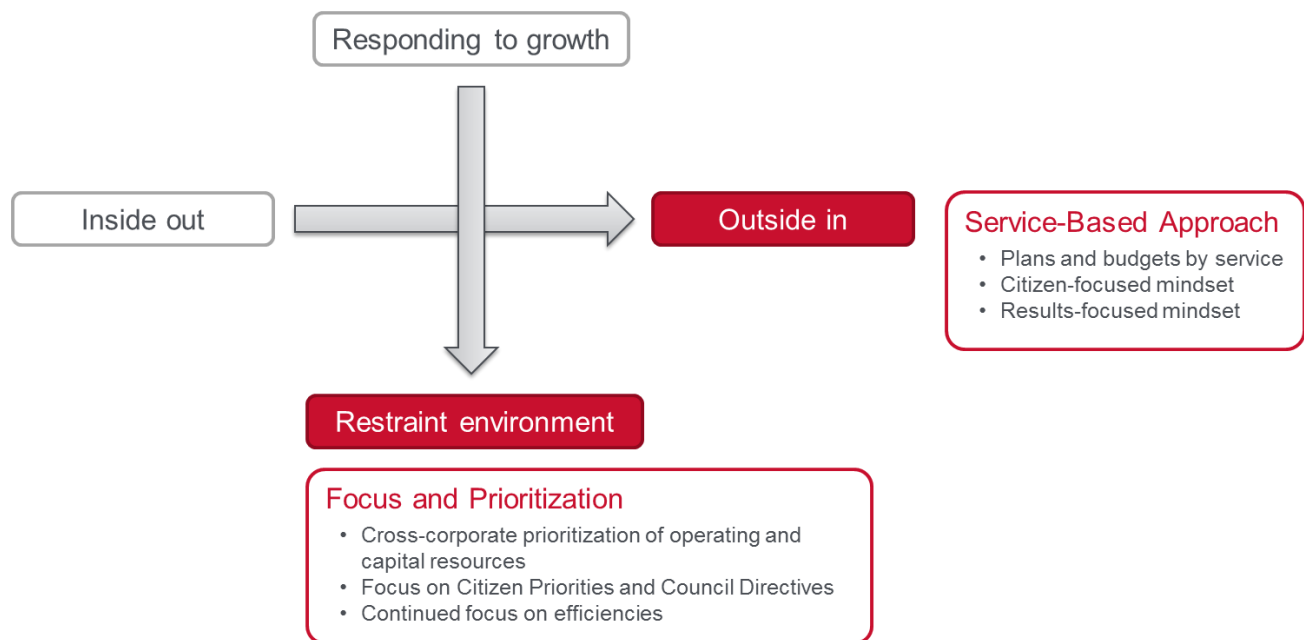 Responding to growth
Inside out
Outside in
Service-Based Approach
• Plans and budgets by service
• Citizen-focused mindset
• Results-focused mindset
Restraint environment
Focus and Prioritization
• Cross-corporate prioritization of operating and
capital resources
• Focus on Citizen Priorities and Council Directives
• Continued focus on efficiencies